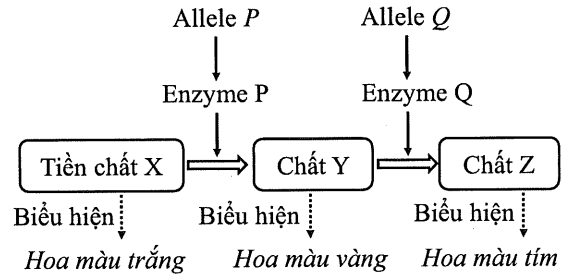 Allele P Allele Q
Enzyme P Enzyme Q
Tiền chất X Chất Y Chất Z
Biểu hiện Biểu hiện Biểu hiện
Hoa màu trắng Hoa màu vàng Hoa màu tím